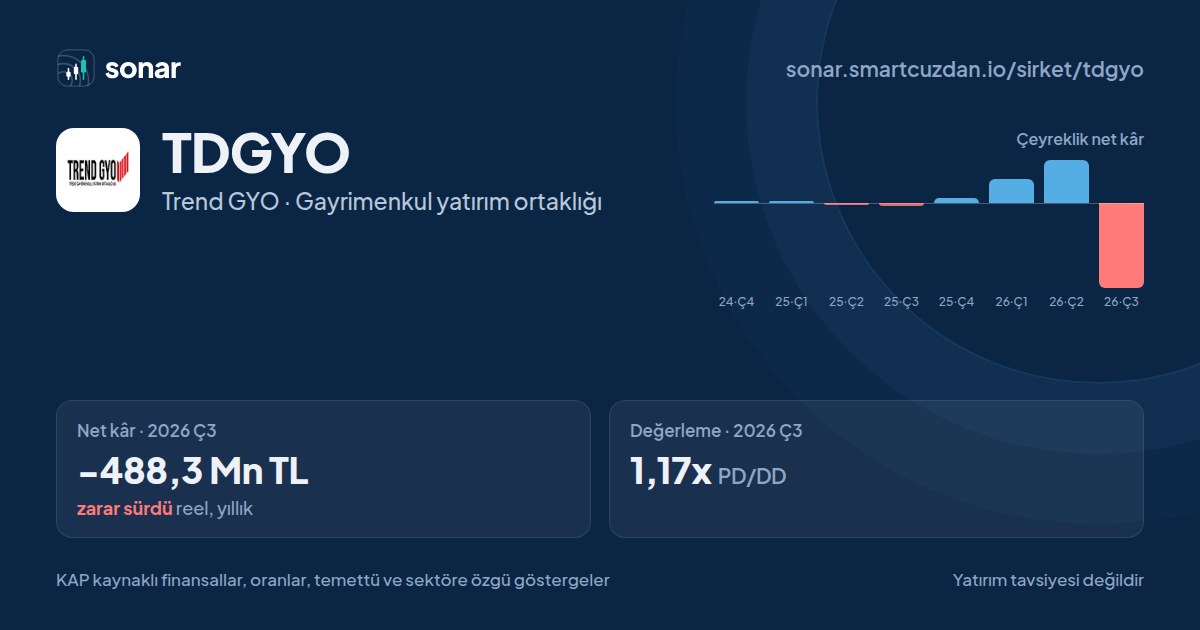 sonar
sonar.smartcuzdan.io/sirket/tdgyo
TREND GYO
TDGYO
Trend GYO · Gayrimenkul yatırım ortaklığı
Çeyreklik net kâr
24·Ç4 25·Ç1 25·Ç2 25·Ç3 25·Ç4 26·Ç1 26·Ç2 26·Ç3
Net kâr · 2026 Ç3
−488,3 Mn TL
zarar sürdü reel, yıllık
Değerleme · 2026 Ç3
1,17x PD/DD
KAP kaynaklı finansallar, oranlar, temettü ve sektöre özgü göstergeler
Yatırım tavsiyesi değildir